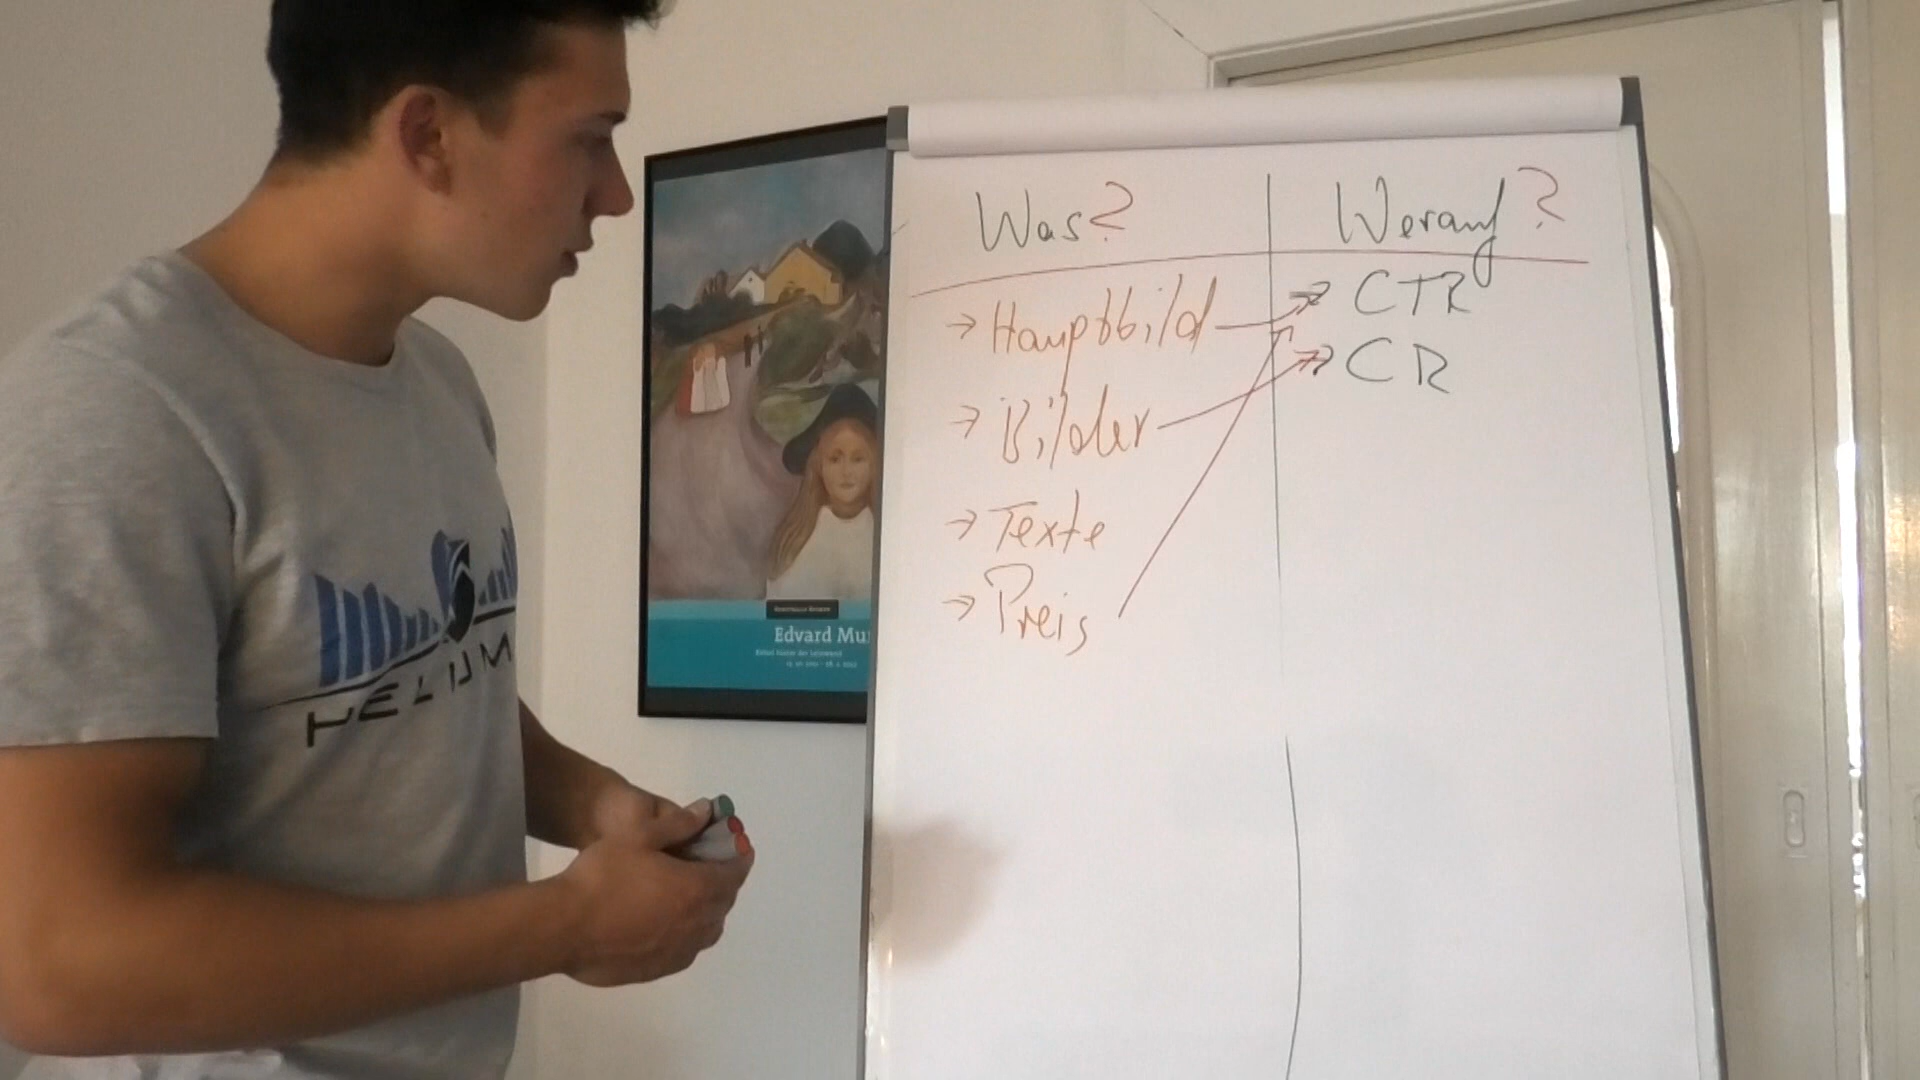 Was? Worauf?
→ Hauptbild → CTR
→ Bilder → CR
→ Texte
→ Preis
Edvard Mu
HELIUM